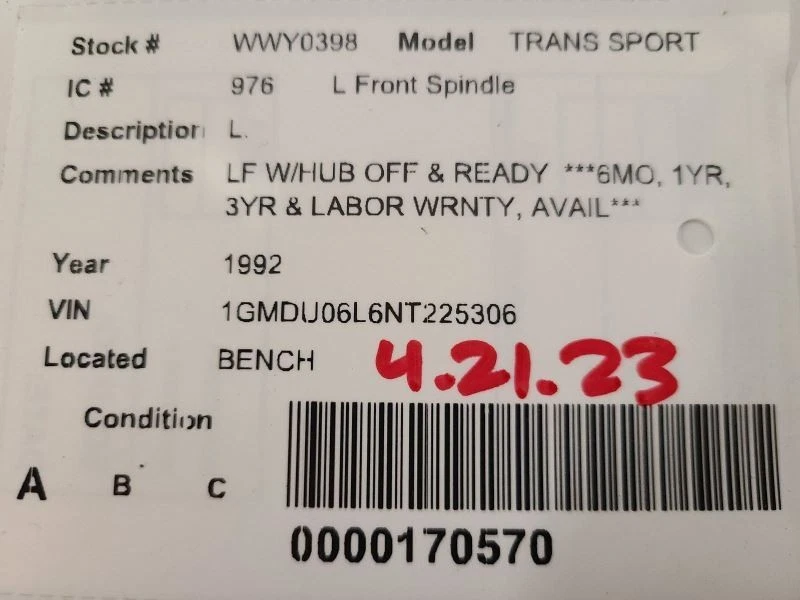 Stock # WWY0398 Model TRANS SPORT
IC # 976 L Front Spindle
Description L.
Comments LF W/HUB OFF & READY ***6MO, 1YR,
3YR & LABOR WRNTY, AVAIL***
Year 1992
VIN 1GMDU06L6NT225306
Located BENCH 4.21.23
Condition
A B C
0000170570